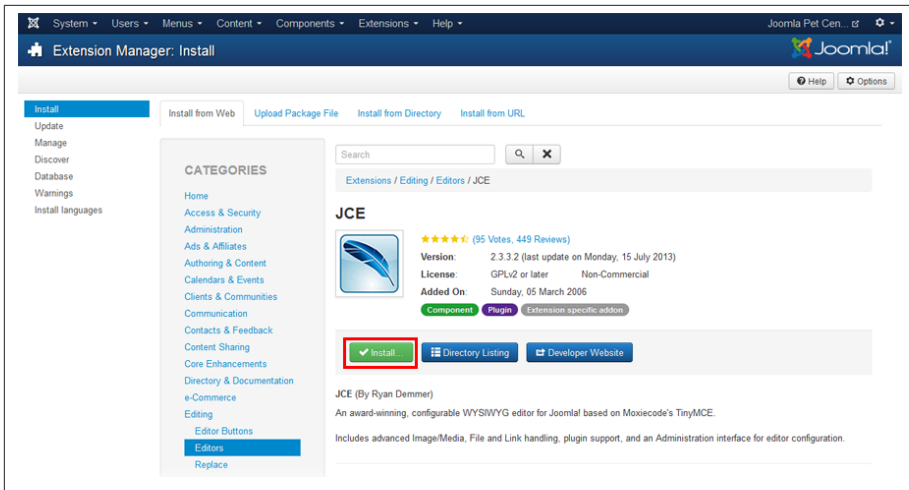 System Users Menus Content Components Extensions Help Joomla Pet Cen...
Extension Manager: Install Joomla!
Help Options
Install
Update
Manage
Discover
Database
Warnings
Install languages
Install from Web Upload Package File Install from Directory Install from URL
CATEGORIES
Home
Access & Security
Administration
Ads & Affiliates
Authoring & Content
Calendars & Events
Clients & Communities
Communication
Contacts & Feedback
Content Sharing
Core Enhancements
Directory & Documentation
e-Commerce
Editing
Editor Buttons
Editors
Replace
Search
Extensions / Editing / Editors / JCE
JCE
(95 Votes, 449 Reviews)
Version: 2.3.3.2 (last update on Monday, 15 July 2013)
License: GPLv2 or later Non-Commercial
Added On: Sunday, 05 March 2006
Component Plugin Extension specific addon
Install... Directory Listing Developer Website
JCE (By Ryan Demmer)
An award-winning, configurable WYSIWYG editor for Joomla! based on Moxiecode's TinyMCE.
Includes advanced Image/Media, File and Link handling, plugin support, and an Administration interface for editor configuration.